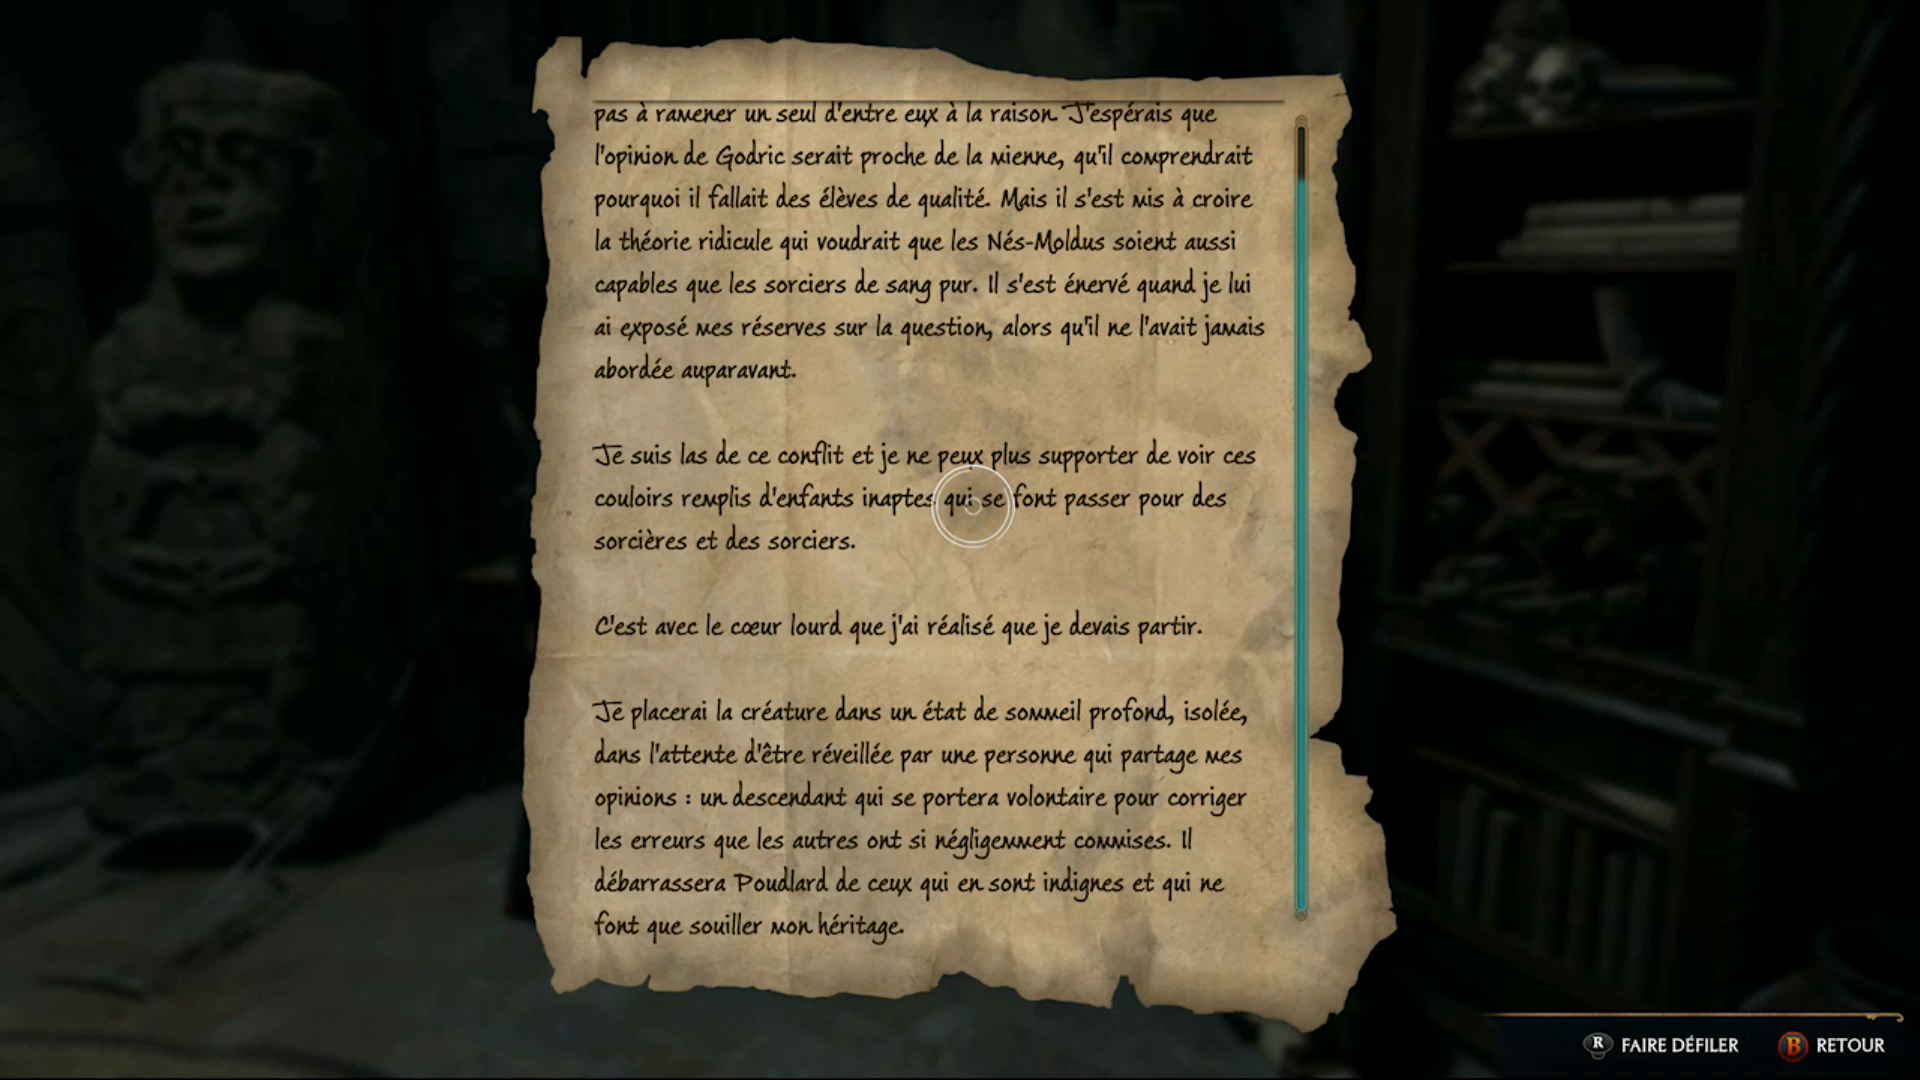 pas à ramener un seul d'entre eux à la raison. J'espérais que
l'opinion de Godric serait proche de la mienne, qu'il comprendrait
pourquoi il fallait des élèves de qualité. Mais il s'est mis à croire
la théorie ridicule qui voudrait que les Nés-Moldus soient aussi
capables que les sorciers de sang pur. Il s'est énervé quand je lui
ai exposé mes réserves sur la question, alors qu'il ne l'avait jamais
abordée auparavant.
Je suis las de ce conflit et je ne peux plus supporter de voir ces
couloirs remplis d'enfants inaptes qui se font passer pour des
sorcières et des sorciers.
C'est avec le cœur lourd que j'ai réalisé que je devais partir.
Je placerai la créature dans un état de sommeil profond, isolée,
dans l'attente d'être réveillée par une personne qui partage mes
opinions : un descendant qui se portera volontaire pour corriger
les erreurs que les autres ont si négligemment commises. Il
débarrassera Poudlard de ceux qui en sont indignes et qui ne
font que souiller mon héritage.
R FAIRE DÉFILER B RETOUR